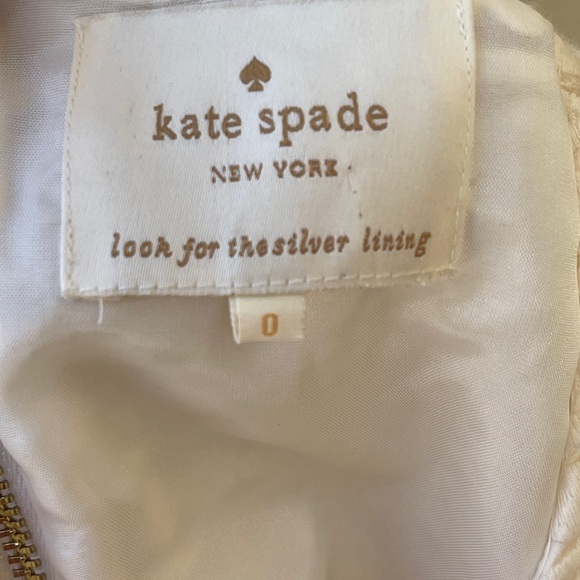 kate spade
NEW YORK
look for the silver lining
0